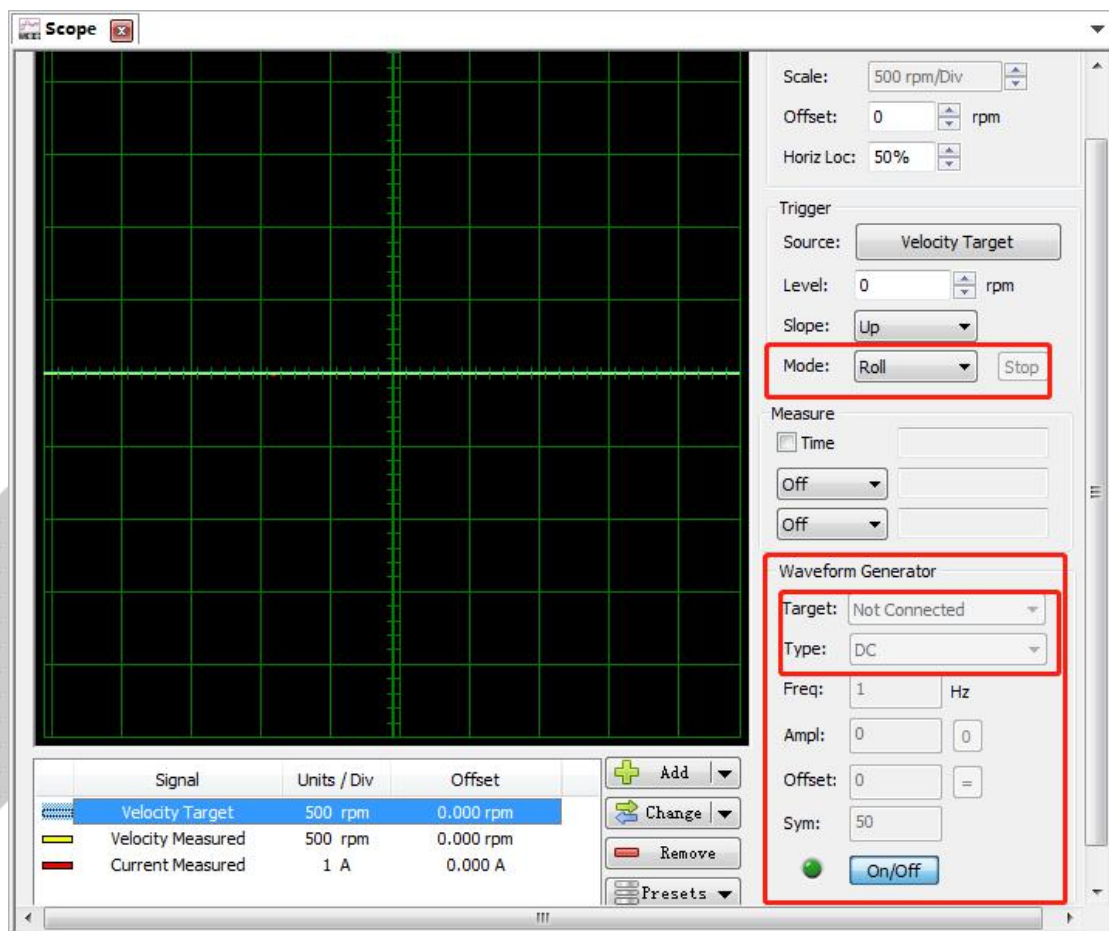 Scope
Scale: 500 rpm/Div
Offset: 0 rpm
Horiz Loc: 50%
Trigger
Source: Velocity Target
Level: 0 rpm
Slope: Up
Mode: Roll Stop
Measure
Time
Off
Off
Waveform Generator
Target: Not Connected
Type: DC
Freq: 1 Hz
Ampl: 0 0
Offset: 0 =
Sym: 50
On/Off
Signal Units / Div Offset
Velocity Target 500 rpm 0.000 rpm
Velocity Measured 500 rpm 0.000 rpm
Current Measured 1 A 0.000 A
Add
Change
Remove
Presets